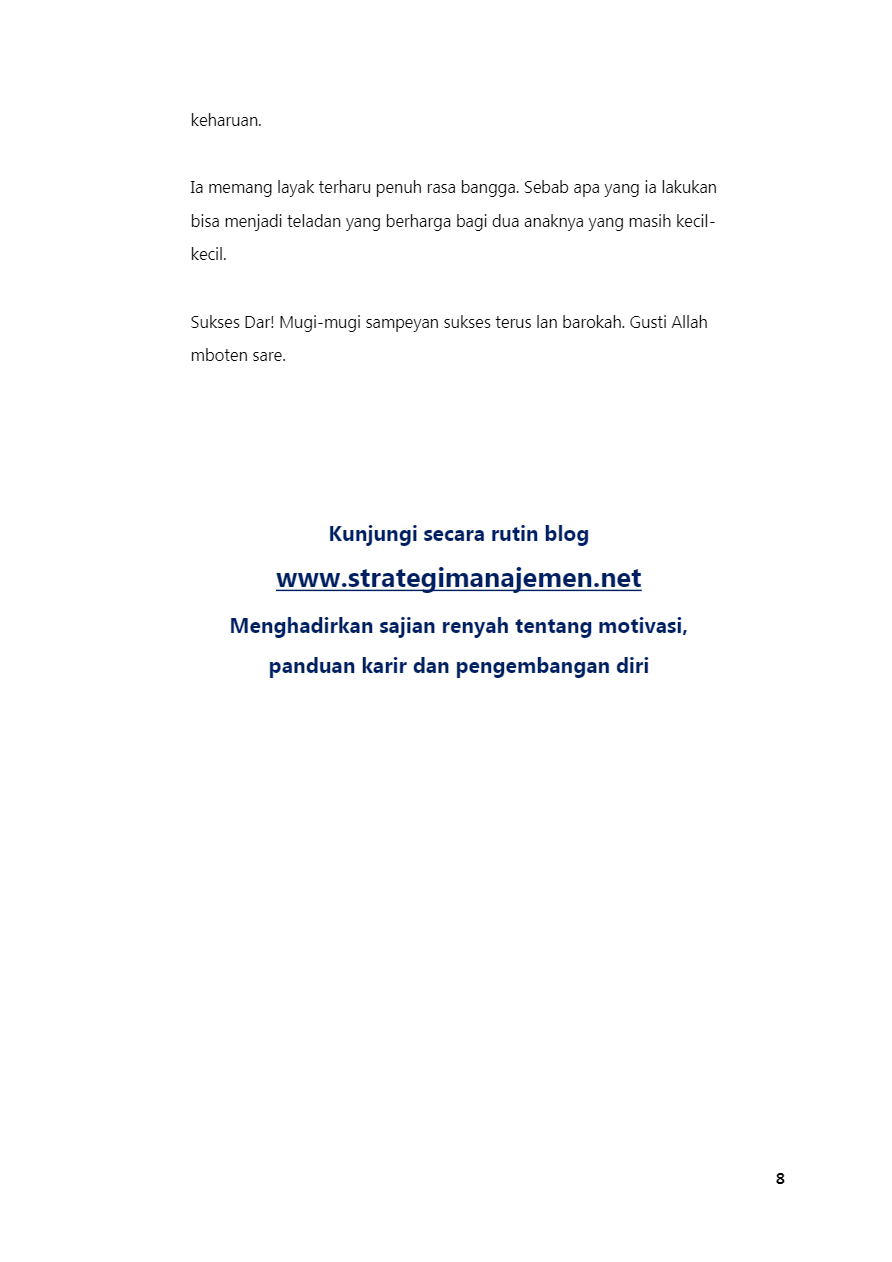 keharuan.
Ia memang layak terharu penuh rasa bangga. Sebab apa yang ia lakukan
bisa menjadi teladan yang berharga bagi dua anaknya yang masih kecil-
kecil.
Sukses Dar! Mugi-mugi sampeyan sukses terus lan barokah. Gusti Allah
mboten sare.
Kunjungi secara rutin blog
www.strategimanajemen.net
Menghadirkan sajian renyah tentang motivasi,
panduan karir dan pengembangan diri
8